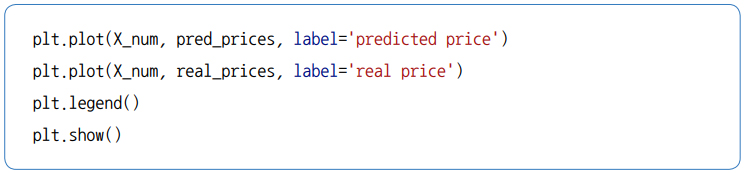 plt.plot(X_num, pred_prices, label='predicted price')
plt.plot(X_num, real_prices, label='real price')
plt.legend()
plt.show()